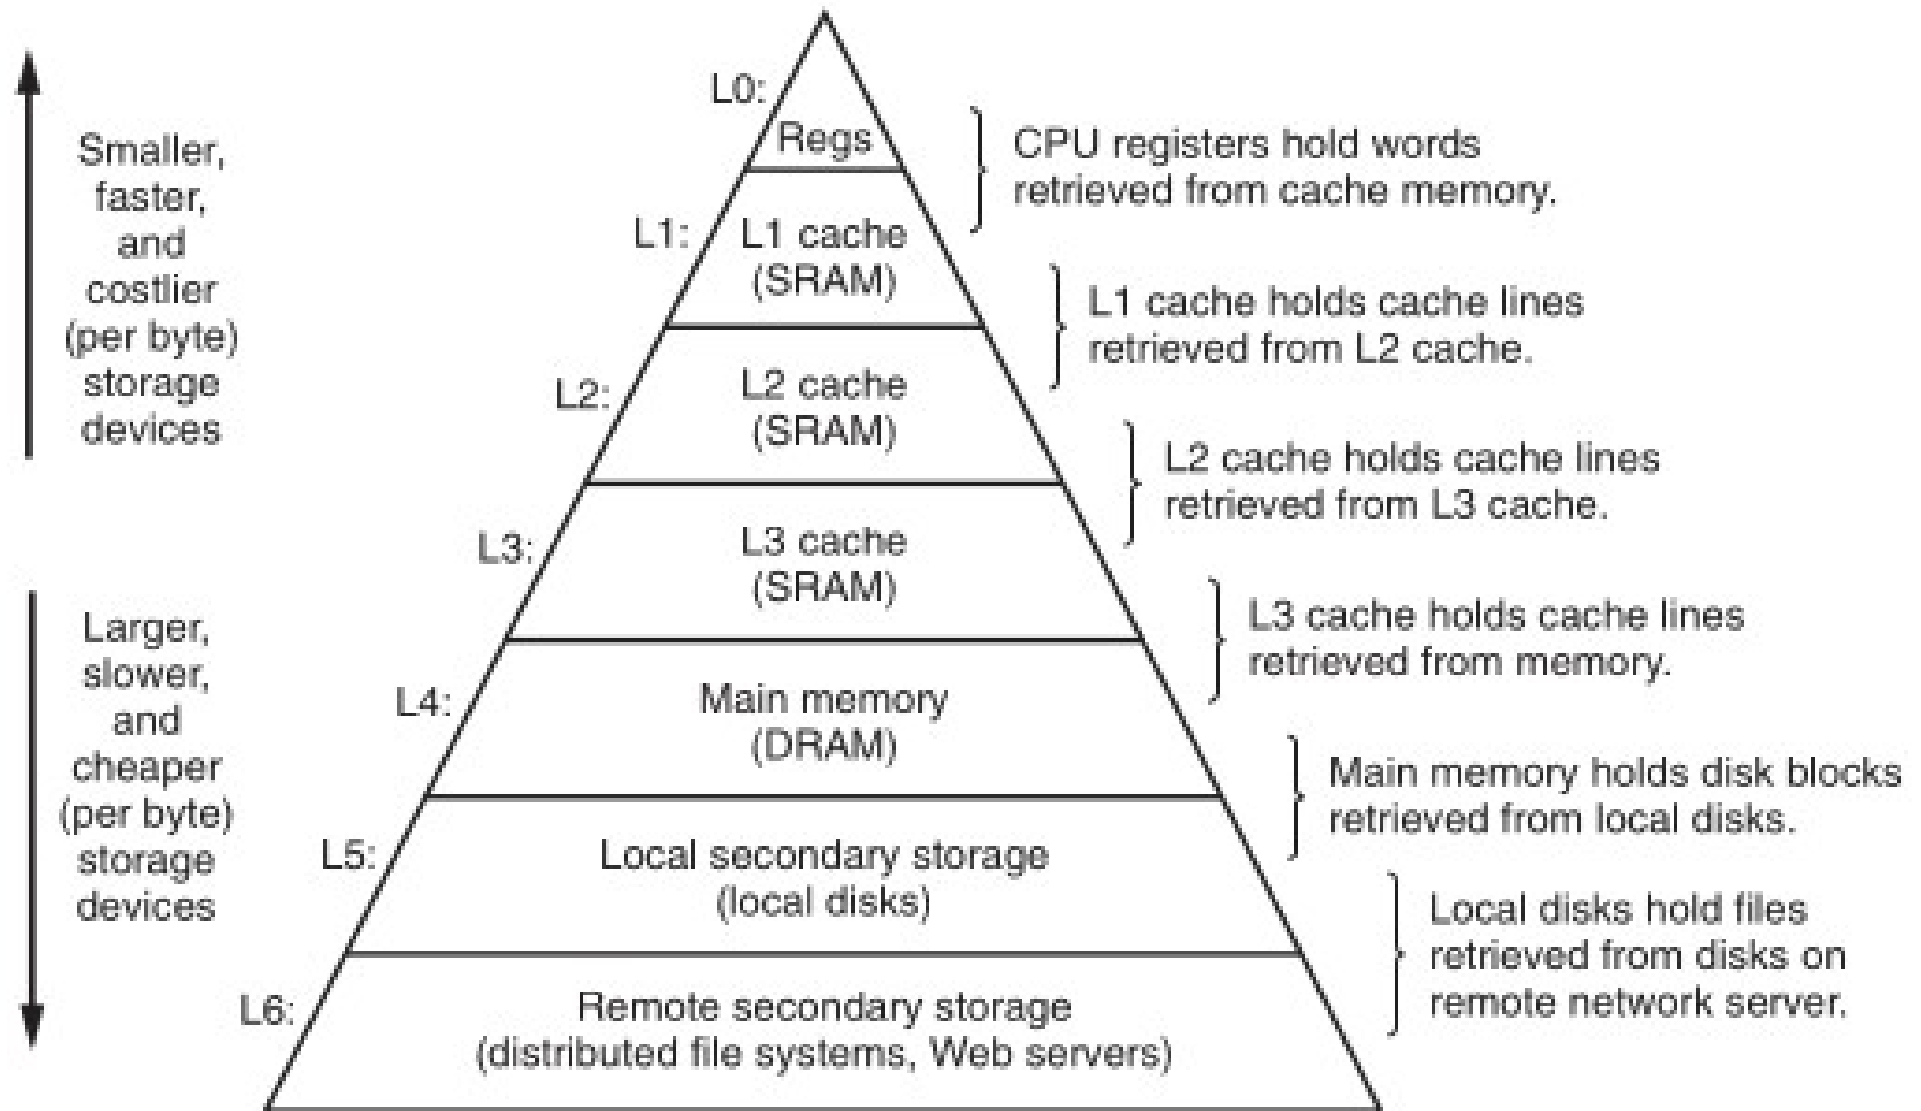 Smaller,
faster,
and
costlier
(per byte)
storage
devices
Larger,
slower,
and
cheaper
(per byte)
storage
devices
L0:
Regs
L1:
L1 cache
(SRAM)
L2:
L2 cache
(SRAM)
L3:
L3 cache
(SRAM)
L4:
Main memory
(DRAM)
L5:
Local secondary storage
(local disks)
L6:
Remote secondary storage
(distributed file systems, Web servers)
CPU registers hold words
retrieved from cache memory.
L1 cache holds cache lines
retrieved from L2 cache.
L2 cache holds cache lines
retrieved from L3 cache.
L3 cache holds cache lines
retrieved from memory.
Main memory holds disk blocks
retrieved from local disks.
Local disks hold files
retrieved from disks on
remote network server.